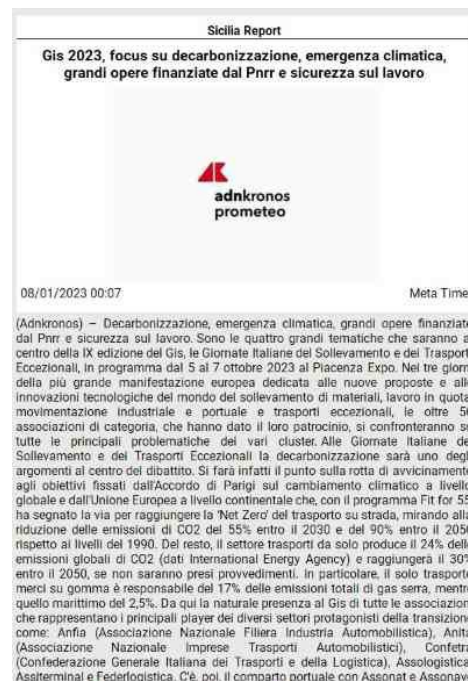 Sicilia Report
Gis 2023, focus su decarbonizzazione, emergenza climatica,
grandi opere finanziate dal Pnrr e sicurezza sul lavoro
adnkronos
prometeo
08/01/2023 00:07 Meta Time
(Adnkronos) – Decarbonizzazione, emergenza climatica, grandi opere finanziate
dal Pnrr e sicurezza sul lavoro. Sono le quattro grandi tematiche che saranno a
centro della IX edizione del Gis, le Giornate Italiane del Sollevamento e dei Trasport
Eccezionali, in programma dal 5 al 7 ottobre 2023 al Piacenza Expo. Nei tre giorn
della più grande manifestazione europea dedicata alle nuove proposte e all
innovazioni tecnologiche del mondo del sollevamento di materiali, lavoro in quota
movimentazione industriale e portuale e trasporti eccezionali, le oltre 5
associazioni di categoria, che hanno dato il loro patrocinio, si confronteranno s
tutte le principali problematiche dei vari cluster. Alle Giornate Italiane de
Sollevamento e dei Trasporti Eccezionali la decarbonizzazione sarà uno degl
argomenti al centro del dibattito. Si farà infatti il punto sulla rotta di avvicinament
agli obiettivi fissati dall'Accordo di Parigi sul cambiamento climatico a livello
globale e dall'Unione Europea a livello continentale che, con il programma Fit for 55
ha segnato la via per raggiungere la 'Net Zero' del trasporto su strada, mirando alla
riduzione delle emissioni di CO2 del 55% entro il 2030 e del 90% entro il 2050
rispetto ai livelli del 1990. Del resto, il settore trasporti da solo produce il 24% delle
emissioni globali di CO2 (dati International Energy Agency) e raggiungerà il 30%
entro il 2050, se non saranno presi provvedimenti. In particolare, il solo trasporto
merci su gomma è responsabile del 17% delle emissioni totali di gas serra, mentre
quello marittimo del 2,5%. Da qui la naturale presenza al Gis di tutte le association
che rappresentano i principali player dei diversi settori protagonisti della transizione
come: Anfia (Associazione Nazionale Filiera Industria Automobilistica), Anita
(Associazione Nazionale Imprese Trasporti Automobilistici), Confetra
(Confederazione Generale Italiana dei Trasporti e della Logistica), Assologistica
Assiterminal e Federlogistica. C'è, poi, il comparto portuale con Assonat e Assonave